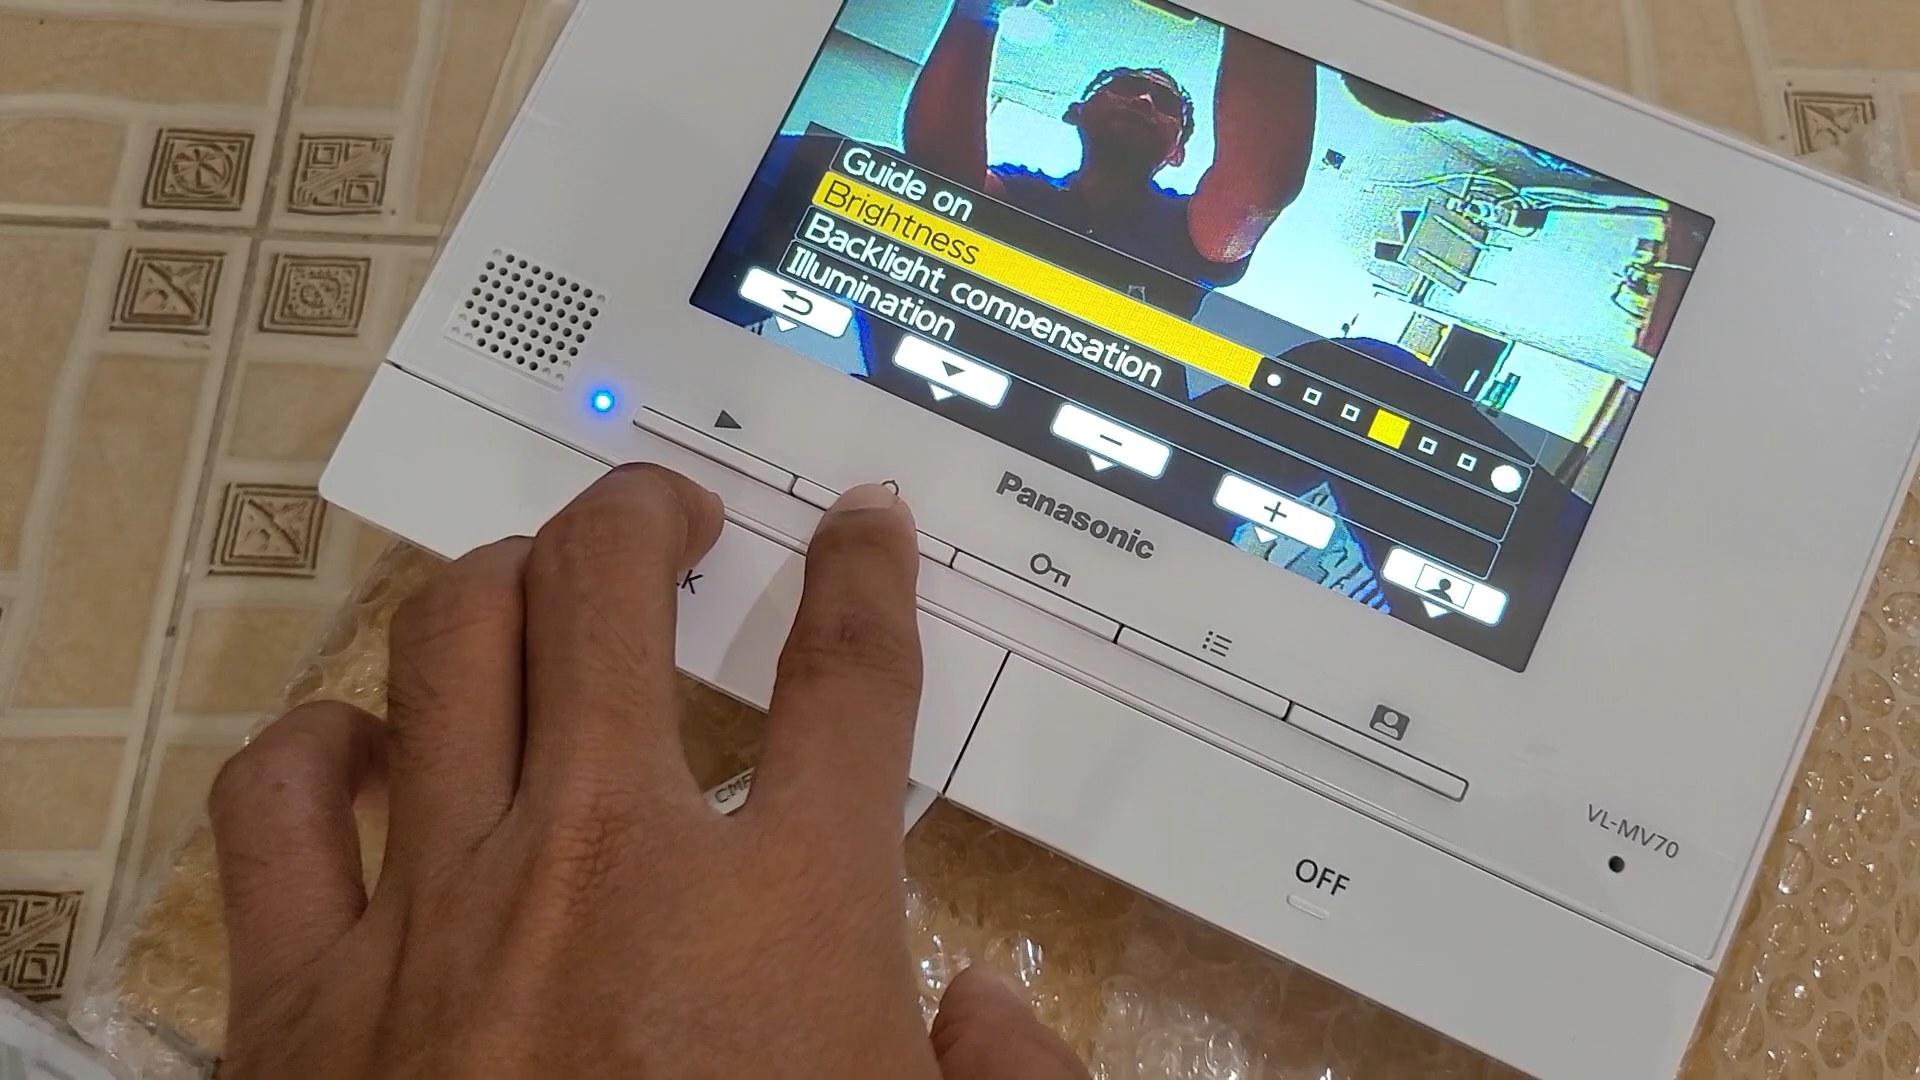 Guide on
Brightness
Backlight compensation
Illumination
Panasonic
VL-MV70
OFF